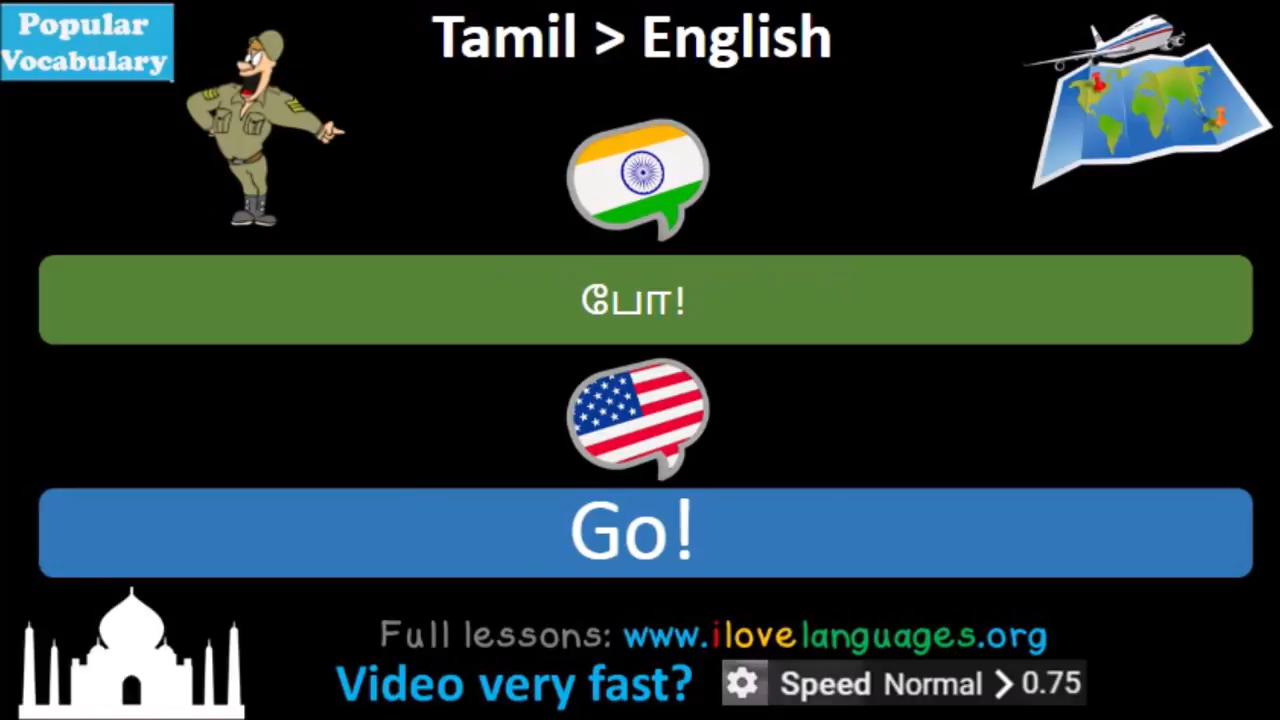 Popular
Vocabulary
Tamil > English
போ!
Go!
Full lessons: www.ilovelanguages.org
Video very fast? Speed Normal > 0.75